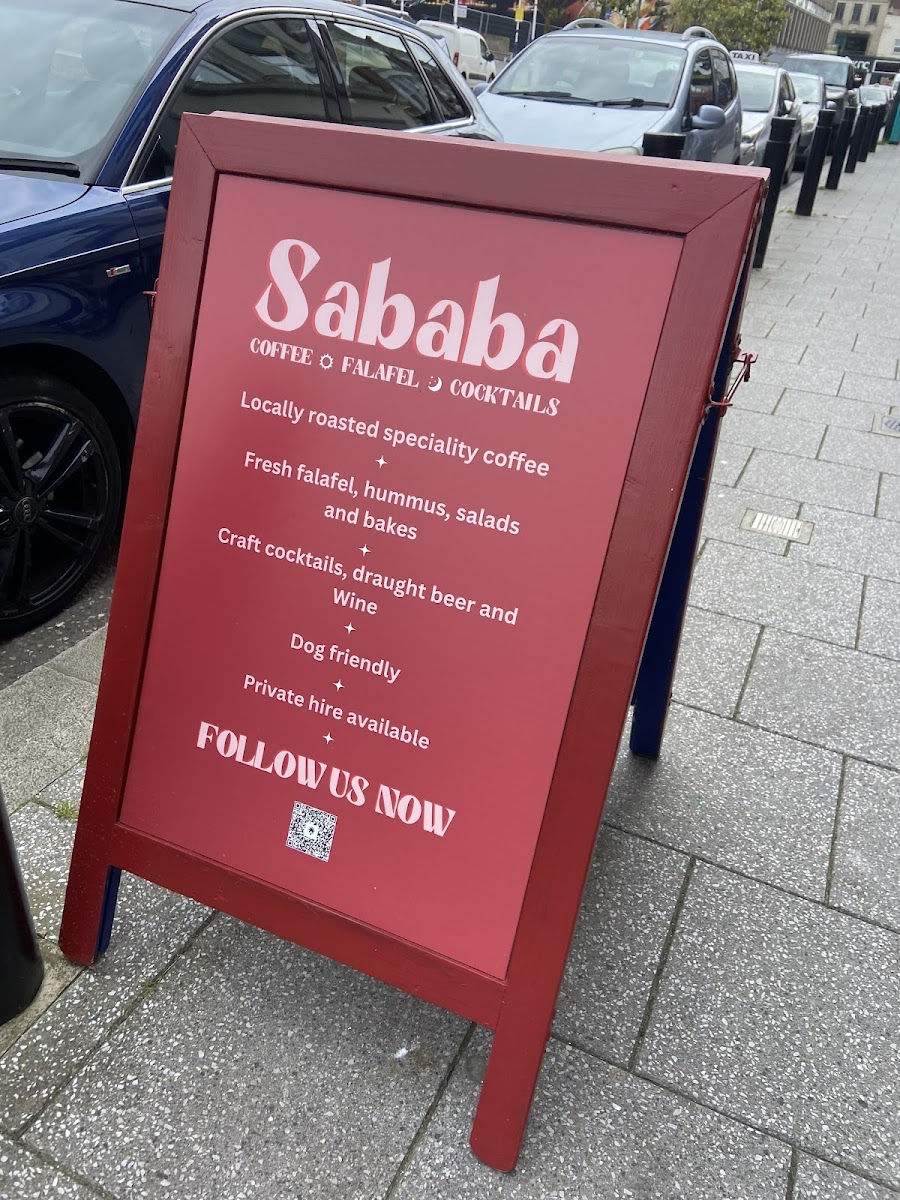 Sababa
COFFEE FALAFEL COCKTAILS
Locally roasted speciality coffee
Fresh falafel, hummus, salads
and bakes
Craft cocktails, draught beer and
Wine
Dog friendly
Private hire available
FOLLOW US NOW
TAXI